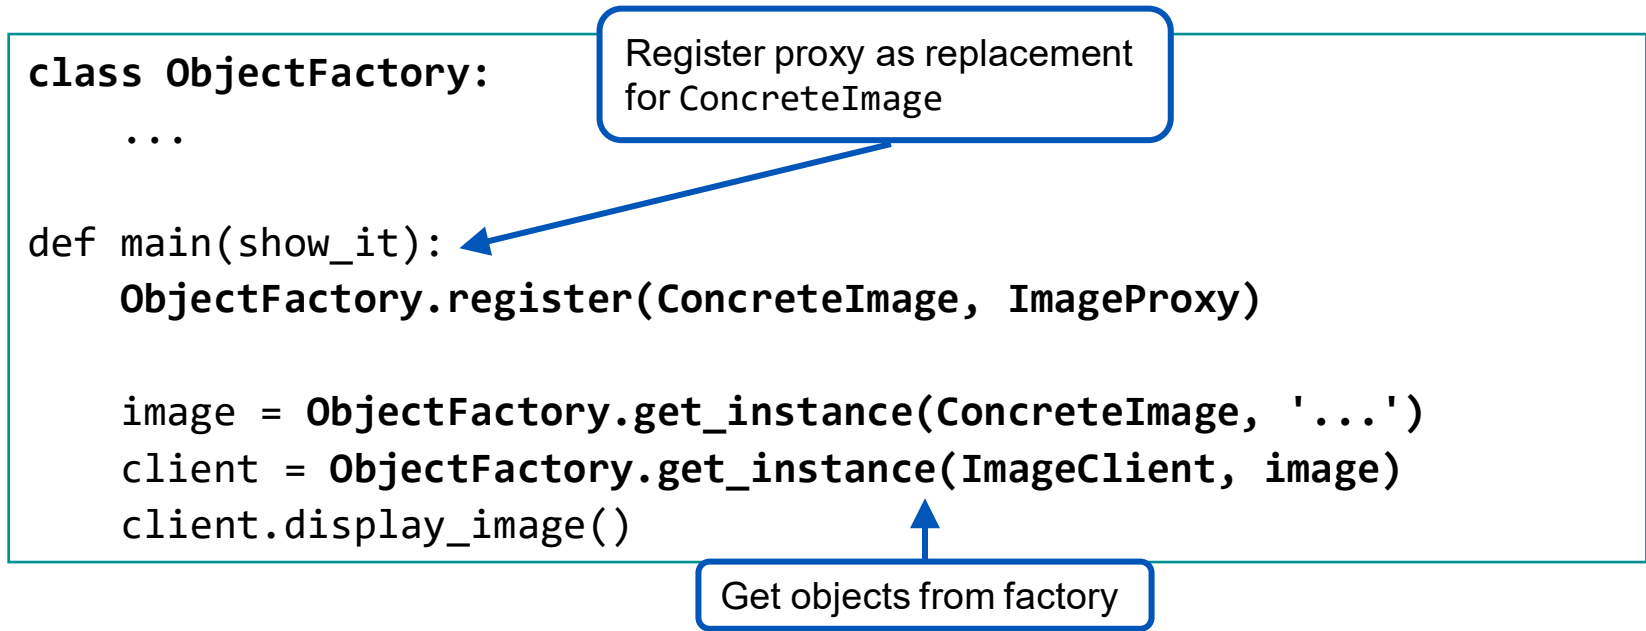 Register proxy as replacement
for ConcreteImage
class ObjectFactory:
    ...
def main(show_it):
    ObjectFactory.register(ConcreteImage, ImageProxy)
    image = ObjectFactory.get_instance(ConcreteImage, '...')
    client = ObjectFactory.get_instance(ImageClient, image)
    client.display_image()
Get objects from factory